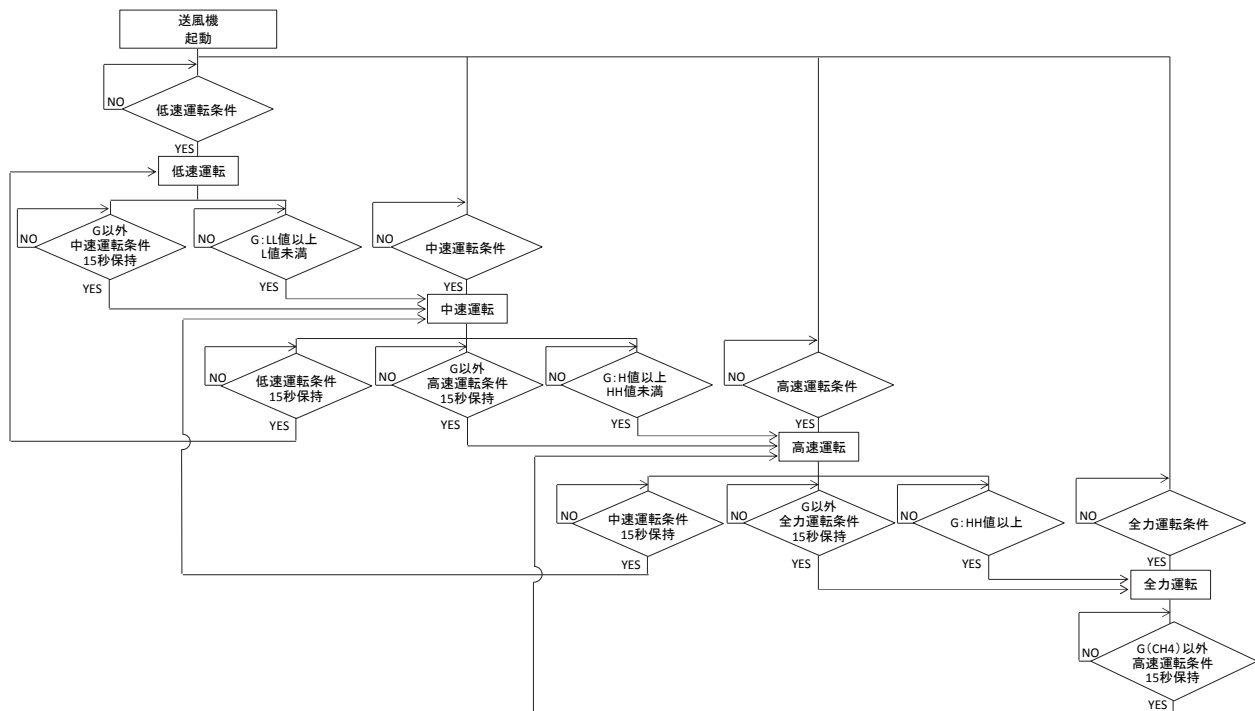 送風機
起動
NO
低速運転条件
YES
低速運転
NO
G以外
中速運転条件
15秒保持
YES
NO
G:LL値以上
L値未満
YES
NO
中速運転条件
YES
中速運転
NO
低速運転条件
15秒保持
YES
NO
G以外
高速運転条件
15秒保持
YES
NO
G:H値以上
HH値未満
YES
NO
高速運転条件
YES
高速運転
NO
中速運転条件
15秒保持
YES
NO
G以外
全力運転条件
15秒保持
YES
NO
G:HH値以上
YES
NO
全力運転条件
YES
全力運転
NO
G(CH4)以外
高速運転条件
15秒保持
YES